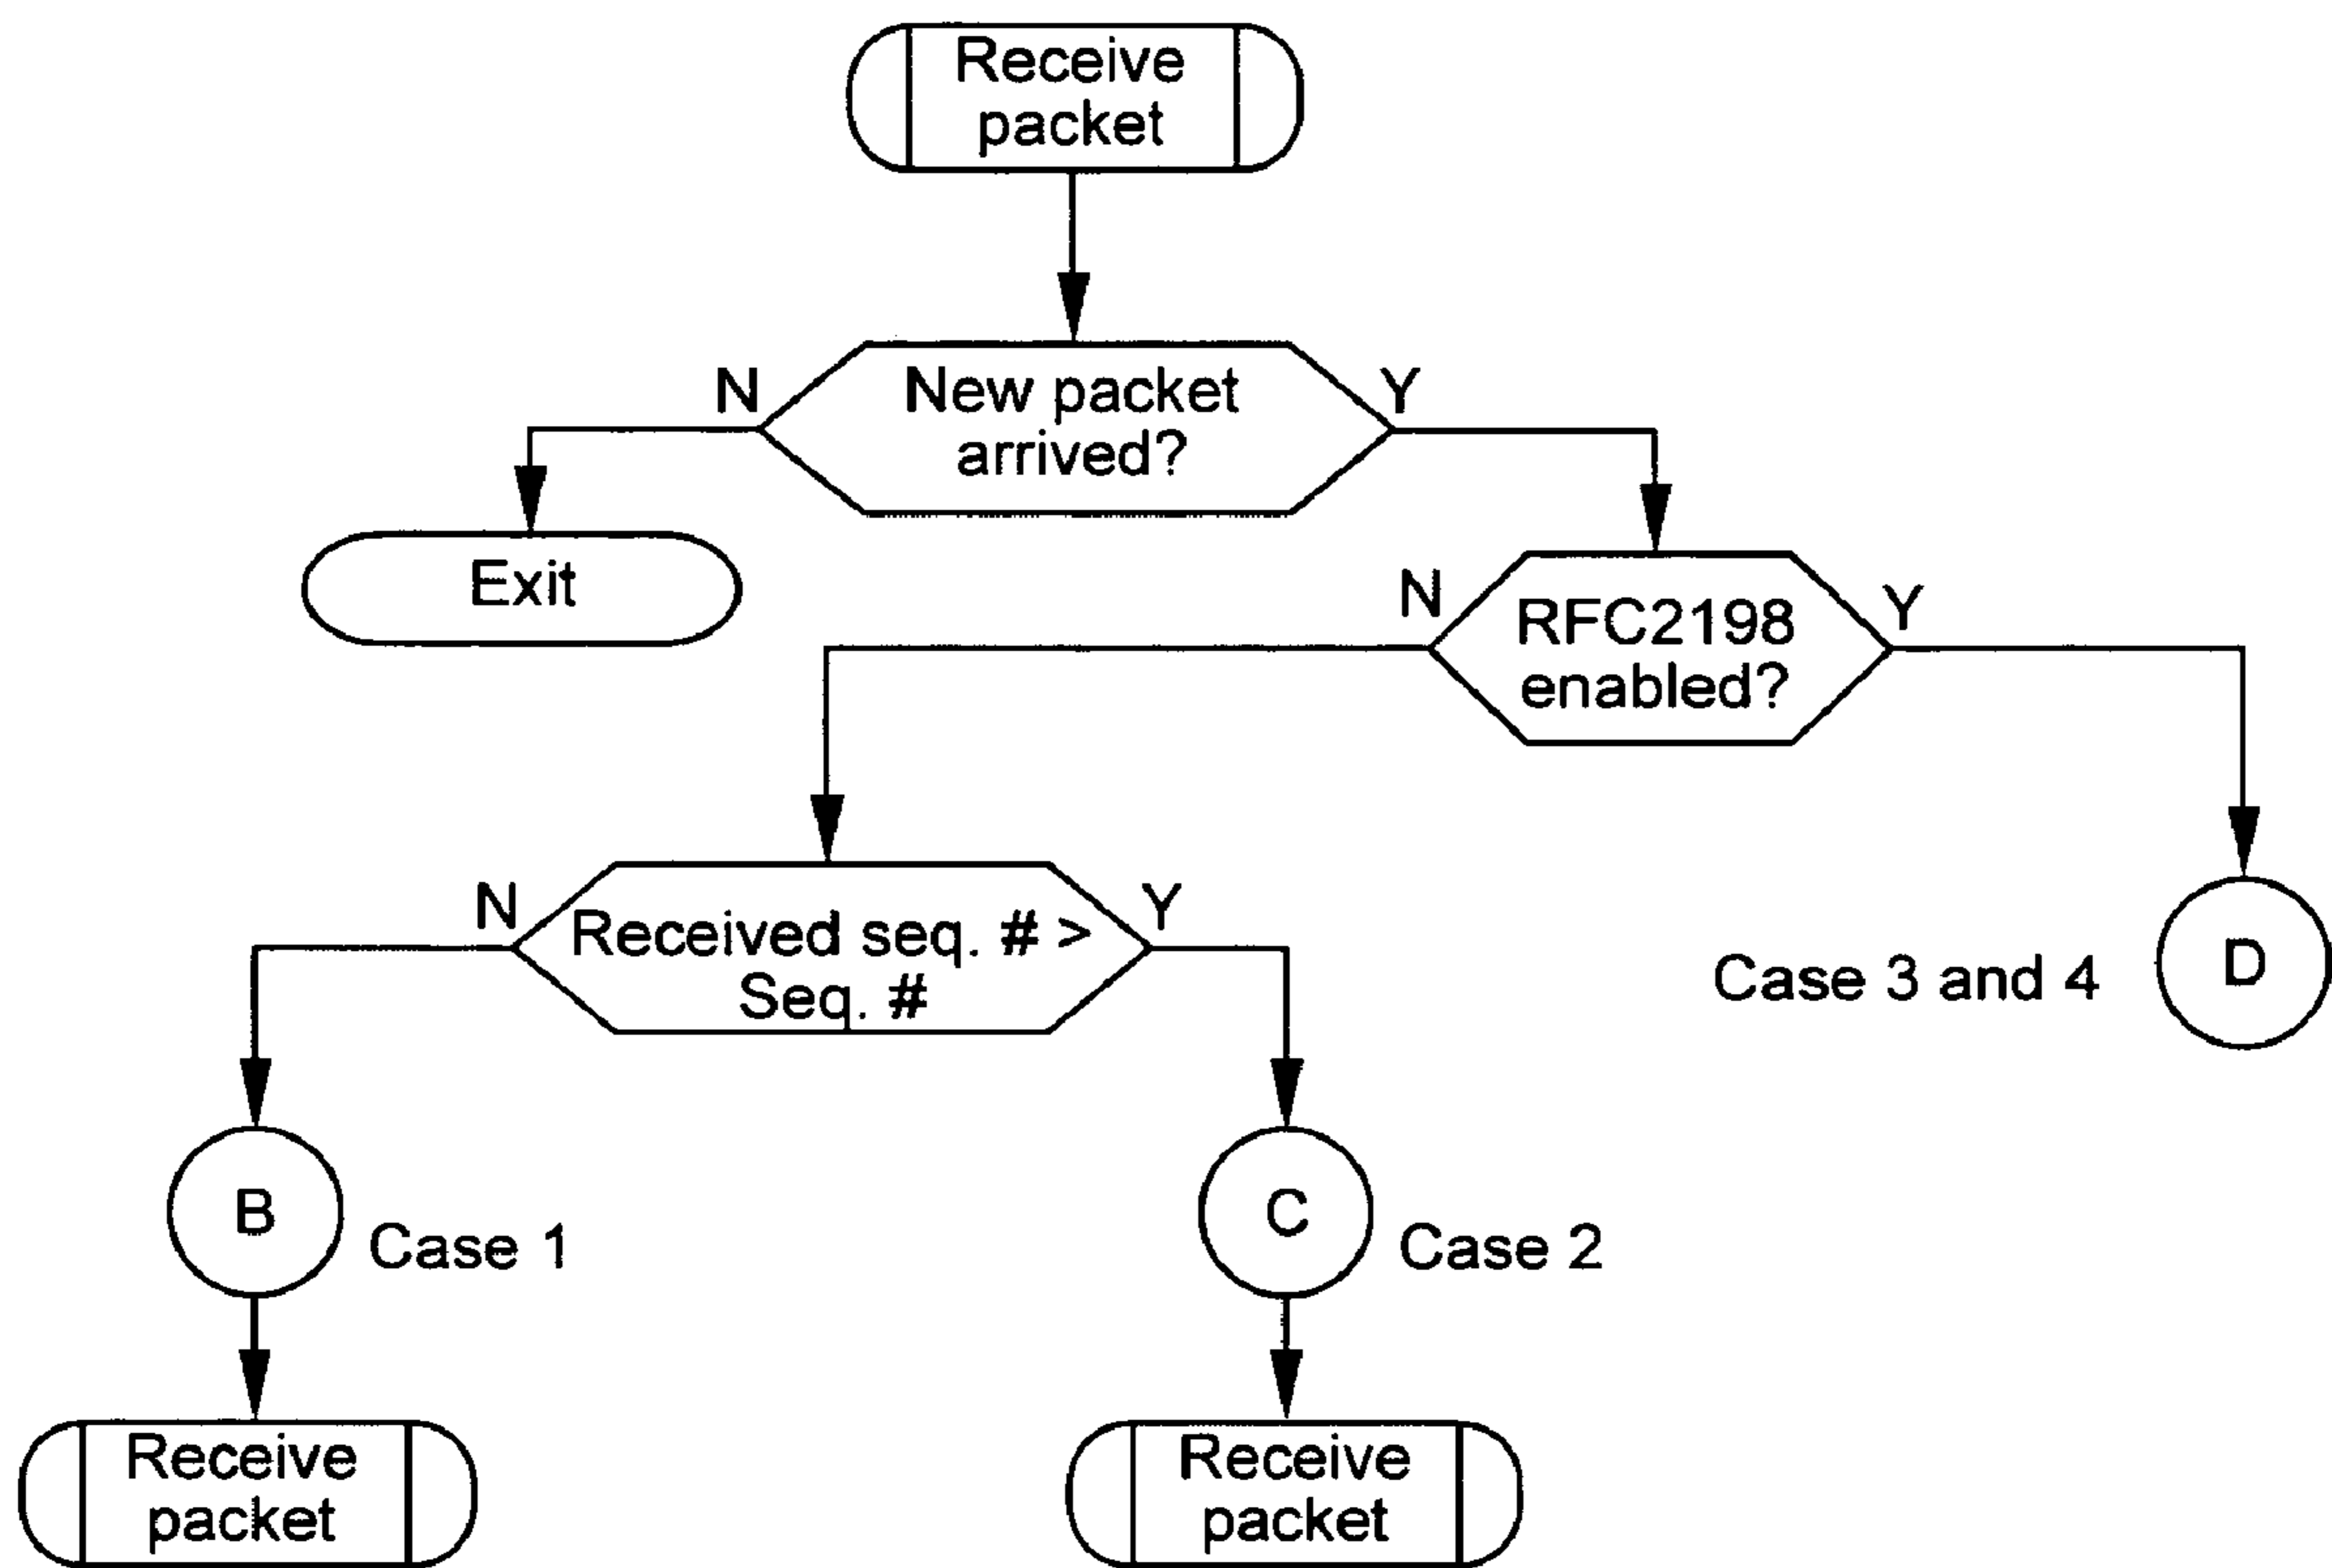 Receive
packet
N
New packet
arrived?
Y
Exit
N
RFC2198
enabled?
Y
N
Received seq. # >
Seq. #
Y
Case 3 and 4
D
B
Case 1
C
Case 2
Receive
packet
Receive
packet